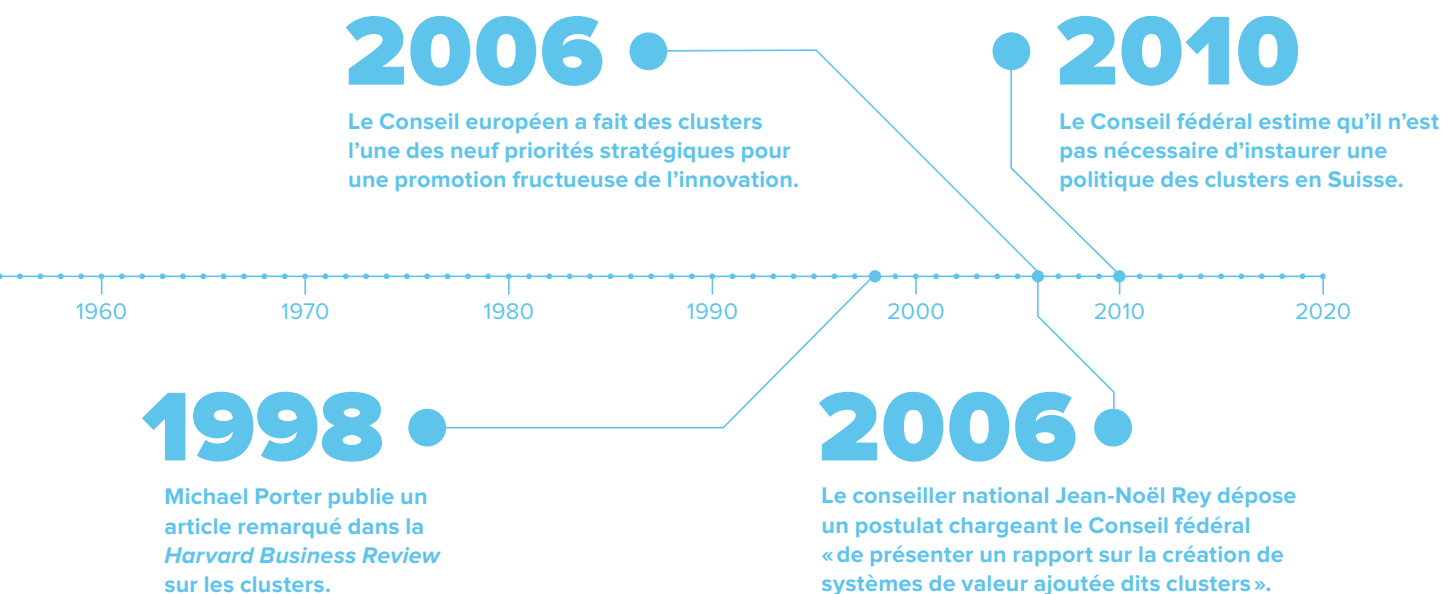 2006
Le Conseil européen a fait des clusters
l’une des neuf priorités stratégiques pour
une promotion fructueuse de l’innovation.
2010
Le Conseil fédéral estime qu’il n’est
pas nécessaire d’instaurer une
politique des clusters en Suisse.
1960 1970 1980 1990 2000 2010 2020
1998
Michael Porter publie un
article remarqué dans la
Harvard Business Review
sur les clusters.
2006
Le conseiller national Jean-Noël Rey dépose
un postulat chargeant le Conseil fédéral
« de présenter un rapport sur la création de
systèmes de valeur ajoutée dits clusters ».